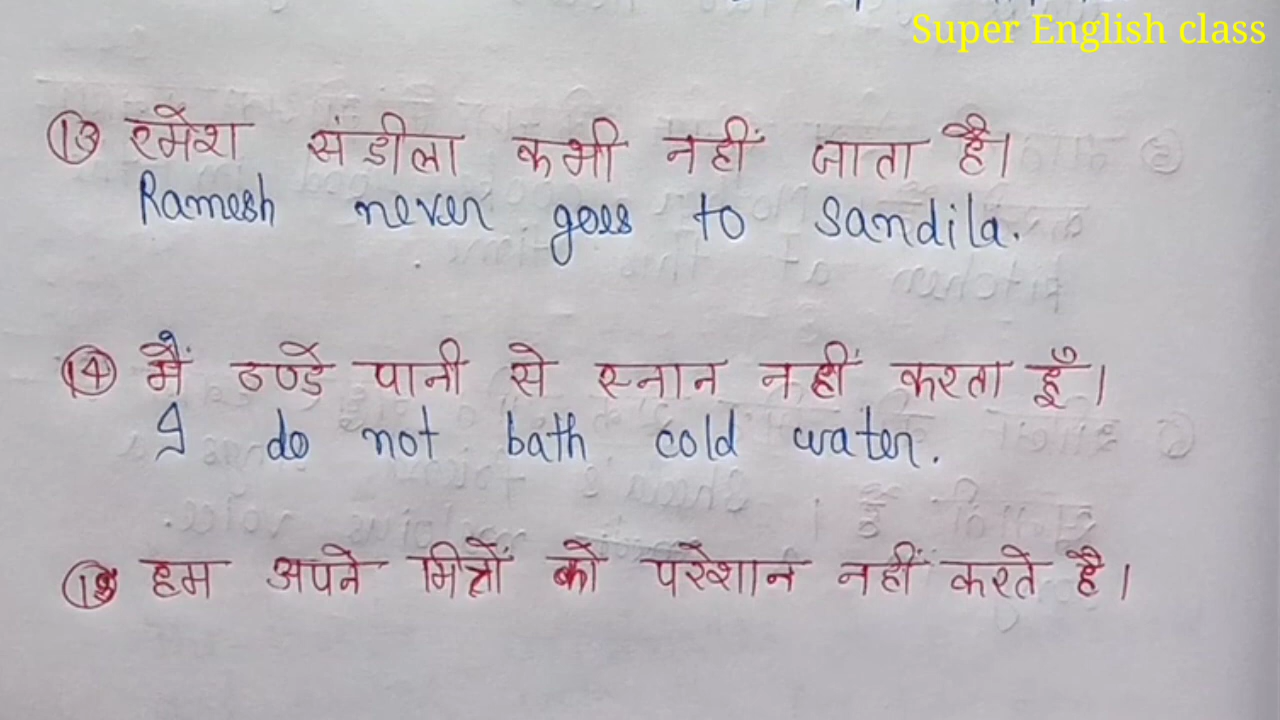 Super English class
13 रमेश संडीला कभी नहीं जाता है।
Ramesh never goes to Sandila.
14 मैं ठण्डे पानी से स्नान नहीं करता हूँ।
I do not bath cold water.
15 हम अपने मित्रों को परेशान नहीं करते है।